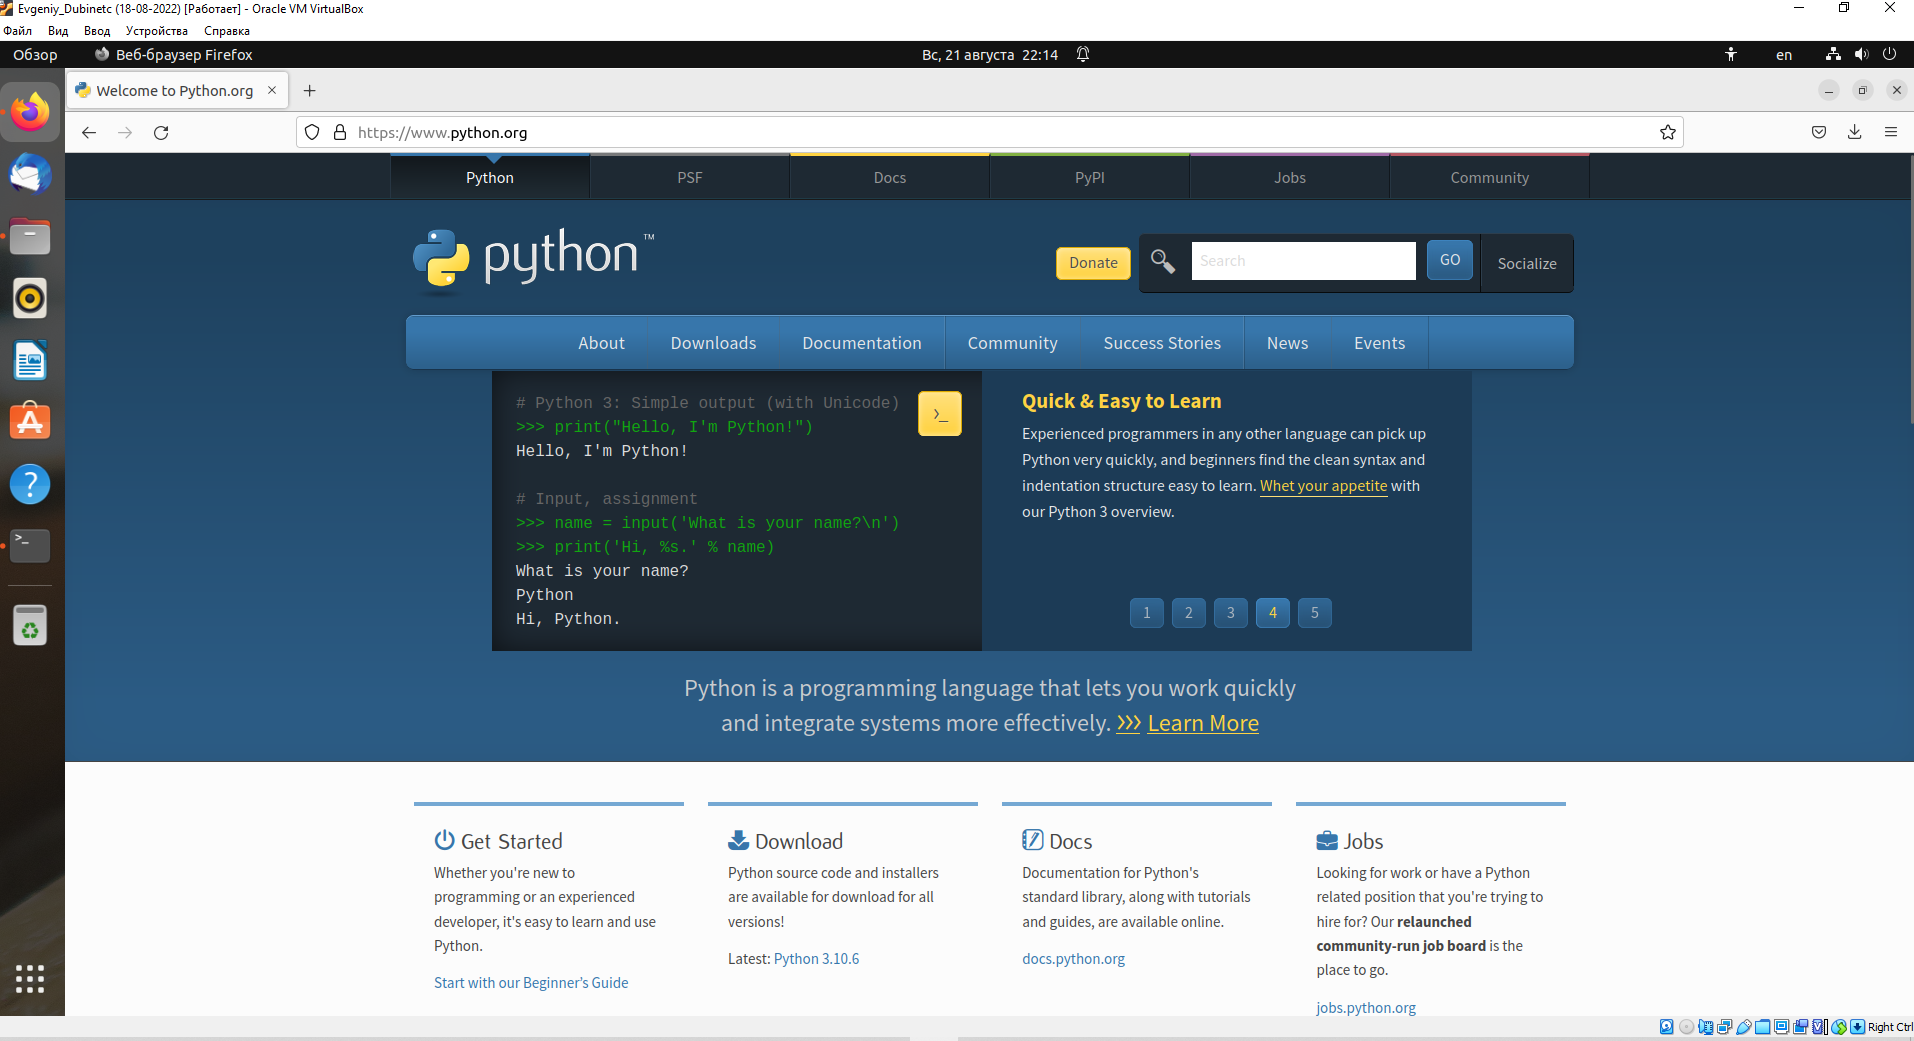 Evgeniy_Dubinetc (18-08-2022) [Работает] - Oracle VM VirtualBox
Файл Вид Ввод Устройства Справка
Обзор Веб-браузер Firefox Вс, 21 августа 22:14 en
Welcome to Python.org
https://www.python.org
Python PSF Docs PyPI Jobs Community
python™
Donate Search GO Socialize
About Downloads Documentation Community Success Stories News Events
# Python 3: Simple output (with Unicode)
>>> print("Hello, I'm Python!")
Hello, I'm Python!
# Input, assignment
>>> name = input('What is your name?\n')
>>> print('Hi, %s.' % name)
What is your name?
Python
Hi, Python.
>_
Quick & Easy to Learn
Experienced programmers in any other language can pick up
Python very quickly, and beginners find the clean syntax and
indentation structure easy to learn. Whet your appetite with
our Python 3 overview.
1 2 3 4 5
Python is a programming language that lets you work quickly
and integrate systems more effectively. >>> Learn More
Get Started
Whether you're new to
programming or an experienced
developer, it's easy to learn and use
Python.
Start with our Beginner's Guide
Download
Python source code and installers
are available for download for all
versions!
Latest: Python 3.10.6
Docs
Documentation for Python's
standard library, along with tutorials
and guides, are available online.
docs.python.org
Jobs
Looking for work or have a Python
related position that you're trying to
hire for? Our relaunched
community-run job board is the
place to go.
jobs.python.org
Right Ctrl